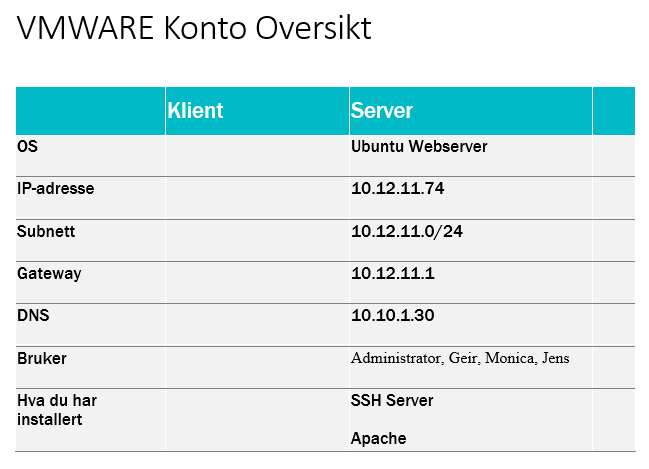 VMWARE Konto Oversikt
Klient Server
OS Ubuntu Webserver
IP-adresse 10.12.11.74
Subnett 10.12.11.0/24
Gateway 10.12.11.1
DNS 10.10.1.30
Bruker Administrator, Geir, Monica, Jens
Hva du har SSH Server
installert
Apache